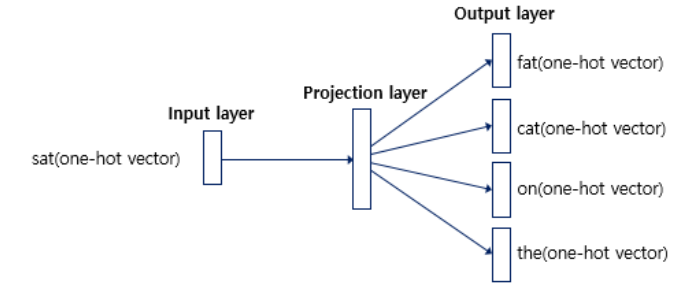 Output layer
fat(one-hot vector)
Projection layer
Input layer
cat(one-hot vector)
sat(one-hot vector)
on(one-hot vector)
the(one-hot vector)